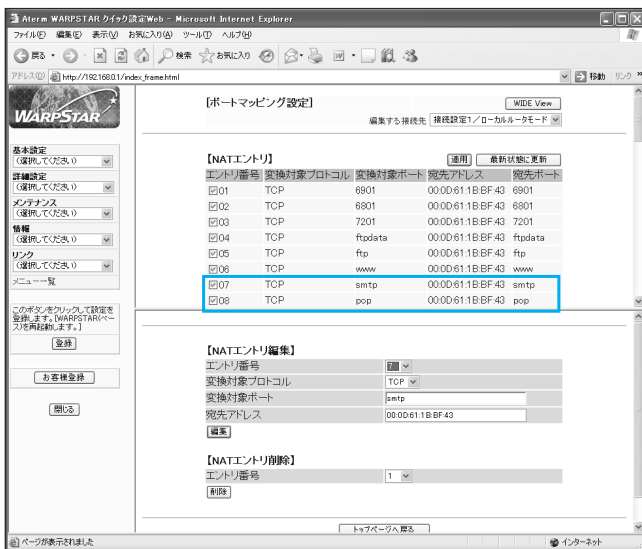 Aterm WARPSTAR クイック設定Web - Microsoft Internet Explorer
ファイル(F) 編集(E) 表示(V) お気に入り(A) ツール(T) ヘルプ(H)
戻る 検索 お気に入り
アドレス(D) http://192.168.0.1/index_frame.html 移動 リンク »
WARPSTAR
基本設定
(選択してください)
詳細設定
(選択してください)
メンテナンス
(選択してください)
情報
(選択してください)
リンク
(選択してください)
メニュー一覧
このボタンをクリックして設定を
登録します。[WARPSTAR(ベー
ス)を再起動します。]
登録
お客様登録
閉じる
[ポートマッピング設定] WIDE View
編集する接続先 接続設定1/ローカルルータモード
【NATエントリ】 適用 最新状態に更新
エントリ番号 変換対象プロトコル 変換対象ポート 宛先アドレス 宛先ポート
01 TCP 6901 00:0D:61:1B:BF:43 6901
02 TCP 6801 00:0D:61:1B:BF:43 6801
03 TCP 7201 00:0D:61:1B:BF:43 7201
04 TCP ftpdata 00:0D:61:1B:BF:43 ftpdata
05 TCP ftp 00:0D:61:1B:BF:43 ftp
06 TCP www 00:0D:61:1B:BF:43 www
07 TCP smtp 00:0D:61:1B:BF:43 smtp
08 TCP pop 00:0D:61:1B:BF:43 pop
【NATエントリ編集】
エントリ番号 7
変換対象プロトコル TCP
変換対象ポート smtp
宛先アドレス 00:0D:61:1B:BF:43
編集
【NATエントリ削除】
エントリ番号 1
削除
トップページへ戻る
ページが表示されました インターネット